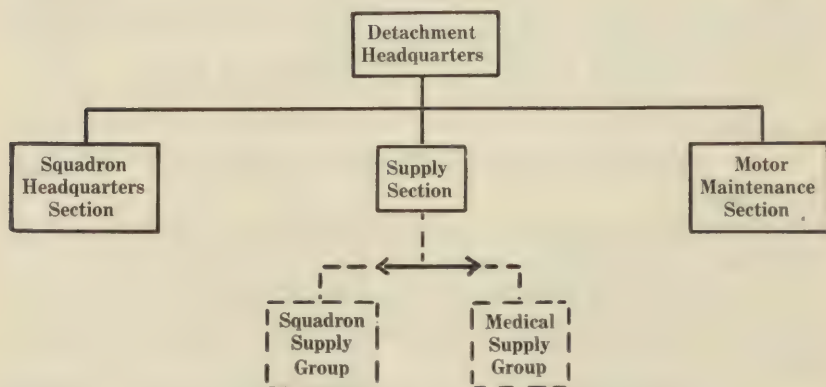 Detachment
Headquarters
Squadron
Headquarters
Section
Supply
Section
Motor
Maintenance
Section
Squadron
Supply
Group
Medical
Supply
Group